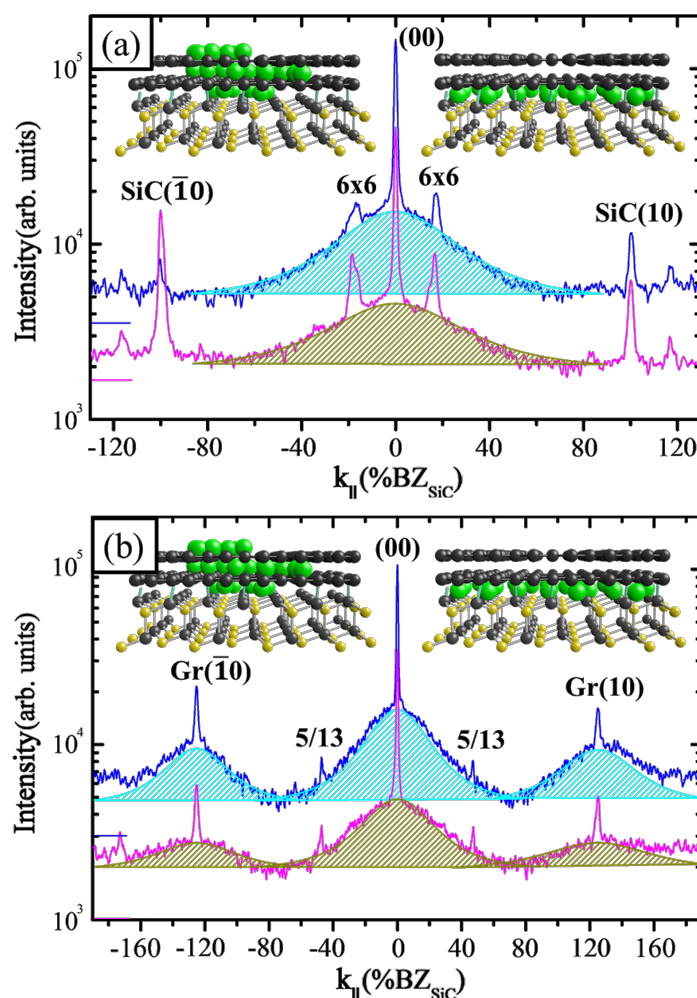 (a)
(00)
10⁵
SiC(1̅0)
6x6
6x6
SiC(10)
10⁴
Intensity(arb. units)
10³
-120
-80
-40
0
40
80
120
k||(%BZSiC)
(b)
(00)
10⁵
Gr(1̅0)
Gr(10)
5/13
5/13
10⁴
Intensity(arb. units)
10³
-160
-120
-80
-40
0
40
80
120
160
k||(%BZSiC)